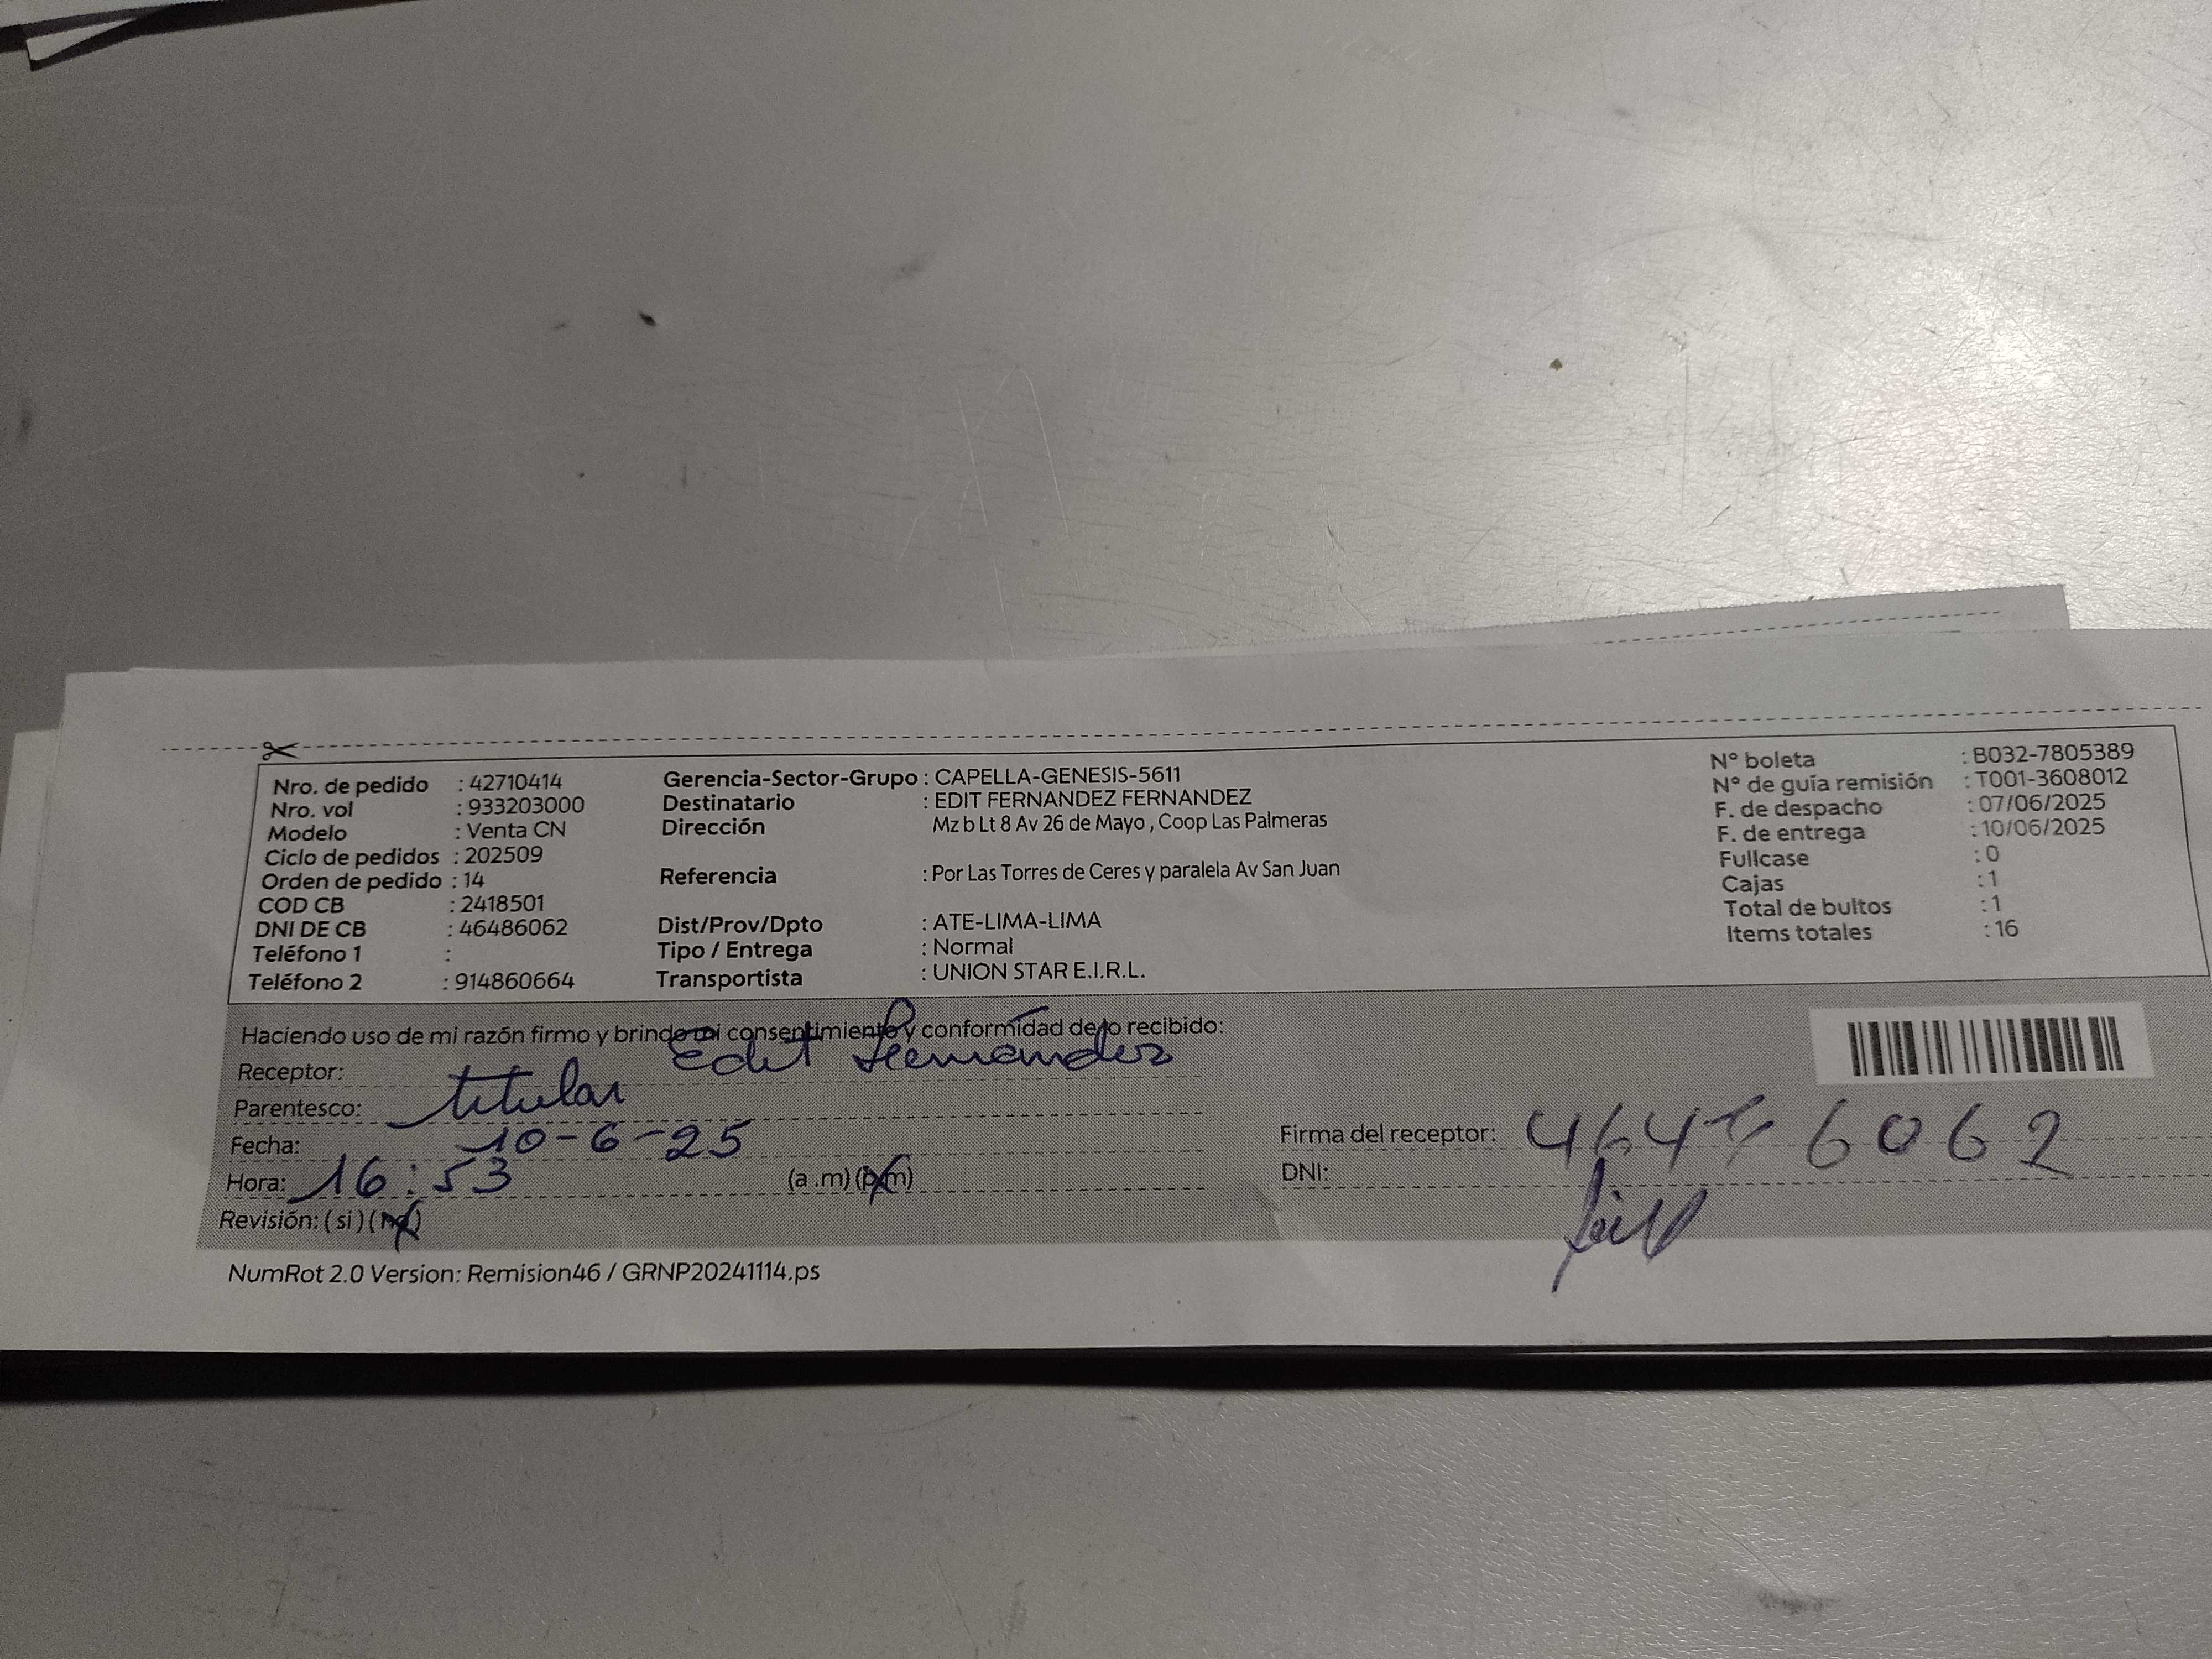 Nro. de pedido : 42710414
Nro. vol : 933203000
Modelo : Venta CN
Ciclo de pedidos : 202509
Orden de pedido : 14
COD CB : 2418501
DNI DE CB : 46486062
Teléfono 1 :
Teléfono 2 : 914860664
Gerencia-Sector-Grupo : CAPELLA-GENESIS-5611
Destinatario : EDIT FERNANDEZ FERNANDEZ
Dirección Mz b Lt 8 Av 26 de Mayo , Coop Las Palmeras
Referencia : Por Las Torres de Ceres y paralela Av San Juan
Dist/Prov/Dpto : ATE-LIMA-LIMA
Tipo / Entrega : Normal
Transportista : UNION STAR E.I.R.L.
N° boleta : B032-7805389
N° de guía remisión : T001-3608012
F. de despacho : 07/06/2025
F. de entrega : 10/06/2025
Fullcase : 0
Cajas : 1
Total de bultos : 1
Items totales : 16
Haciendo uso de mi razón firmo y brindo mi consentimiento y conformidad de lo recibido:
Receptor: Edit Fernandez
Parentesco: titular
Fecha: 10-6-25
Hora: 16:53 (a .m) (p.m)
Revisión: ( si ) ( no )
Firma del receptor:
DNI:
NumRot 2.0 Version: Remision46 / GRNP20241114.ps